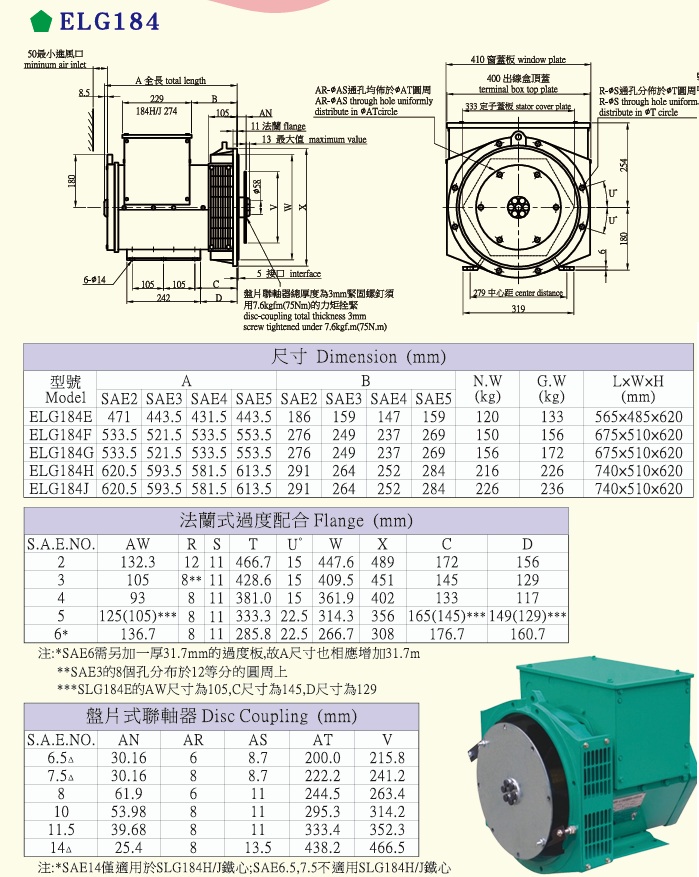 ELG184
50最小進風口
mininum air inlet
A 全長 total length
8.5
229
B
184H/J 274
105
AN
11 法蘭 flange
13 最大值 maximum value
180
ø58
V
W
X
6-ø14
105
105
C
242
D
5 接口 interface
盤片聯軸器總厚度為3mm緊固螺釘須
用7.6kgfm(75Nm)的力矩拴緊
disc-coupling total thickness 3mm
screw tightened under 7.6kgf.m(75N.m)
AR-øAS通孔均佈於øAT圓周
AR-øAS through hole uniformly
distribute in øATcircle
410 窗蓋板 window plate
400 出線盒頂蓋
terminal box top plate
333 定子蓋板 stator cover plate
R-øS通孔分佈於øT圓周
R-øS through hole uniform
distribute in øT circle
254
U°
U°
180
6
279 中心距 center distance
319
尺寸 Dimension (mm)
型號 Model A B N.W (kg) G.W (kg) L×W×H (mm)
SAE2 SAE3 SAE4 SAE5 SAE2 SAE3 SAE4 SAE5
ELG184E 471 443.5 431.5 443.5 186 159 147 159 120 133 565×485×620
ELG184F 533.5 521.5 533.5 553.5 276 249 237 269 150 156 675×510×620
ELG184G 533.5 521.5 533.5 553.5 276 249 237 269 156 172 675×510×620
ELG184H 620.5 593.5 581.5 613.5 291 264 252 284 216 226 740×510×620
ELG184J 620.5 593.5 581.5 613.5 291 264 252 284 226 236 740×510×620
法蘭式過度配合 Flange (mm)
S.A.E.NO. AW R S T U° W X C D
2 132.3 12 11 466.7 15 447.6 489 172 156
3 105 8** 11 428.6 15 409.5 451 145 129
4 93 8 11 381.0 15 361.9 402 133 117
5 125(105)*** 8 11 333.3 22.5 314.3 356 165(145)*** 149(129)***
6* 136.7 8 11 285.8 22.5 266.7 308 176.7 160.7
注:*SAE6需另加一厚31.7mm的過度板,故A尺寸也相應增加31.7m
**SAE3的8個孔分布於12等分的圓周上
***SLG184E的AW尺寸為105,C尺寸為145,D尺寸為129
盤片式聯軸器 Disc Coupling (mm)
S.A.E.NO. AN AR AS AT V
6.5△ 30.16 6 8.7 200.0 215.8
7.5△ 30.16 8 8.7 222.2 241.2
8 61.9 6 11 244.5 263.4
10 53.98 8 11 295.3 314.2
11.5 39.68 8 11 333.4 352.3
14△ 25.4 8 13.5 438.2 466.5
注:*SAE14僅適用於SLG184H/J鐵心;SAE6.5,7.5不適用SLG184H/J鐵心